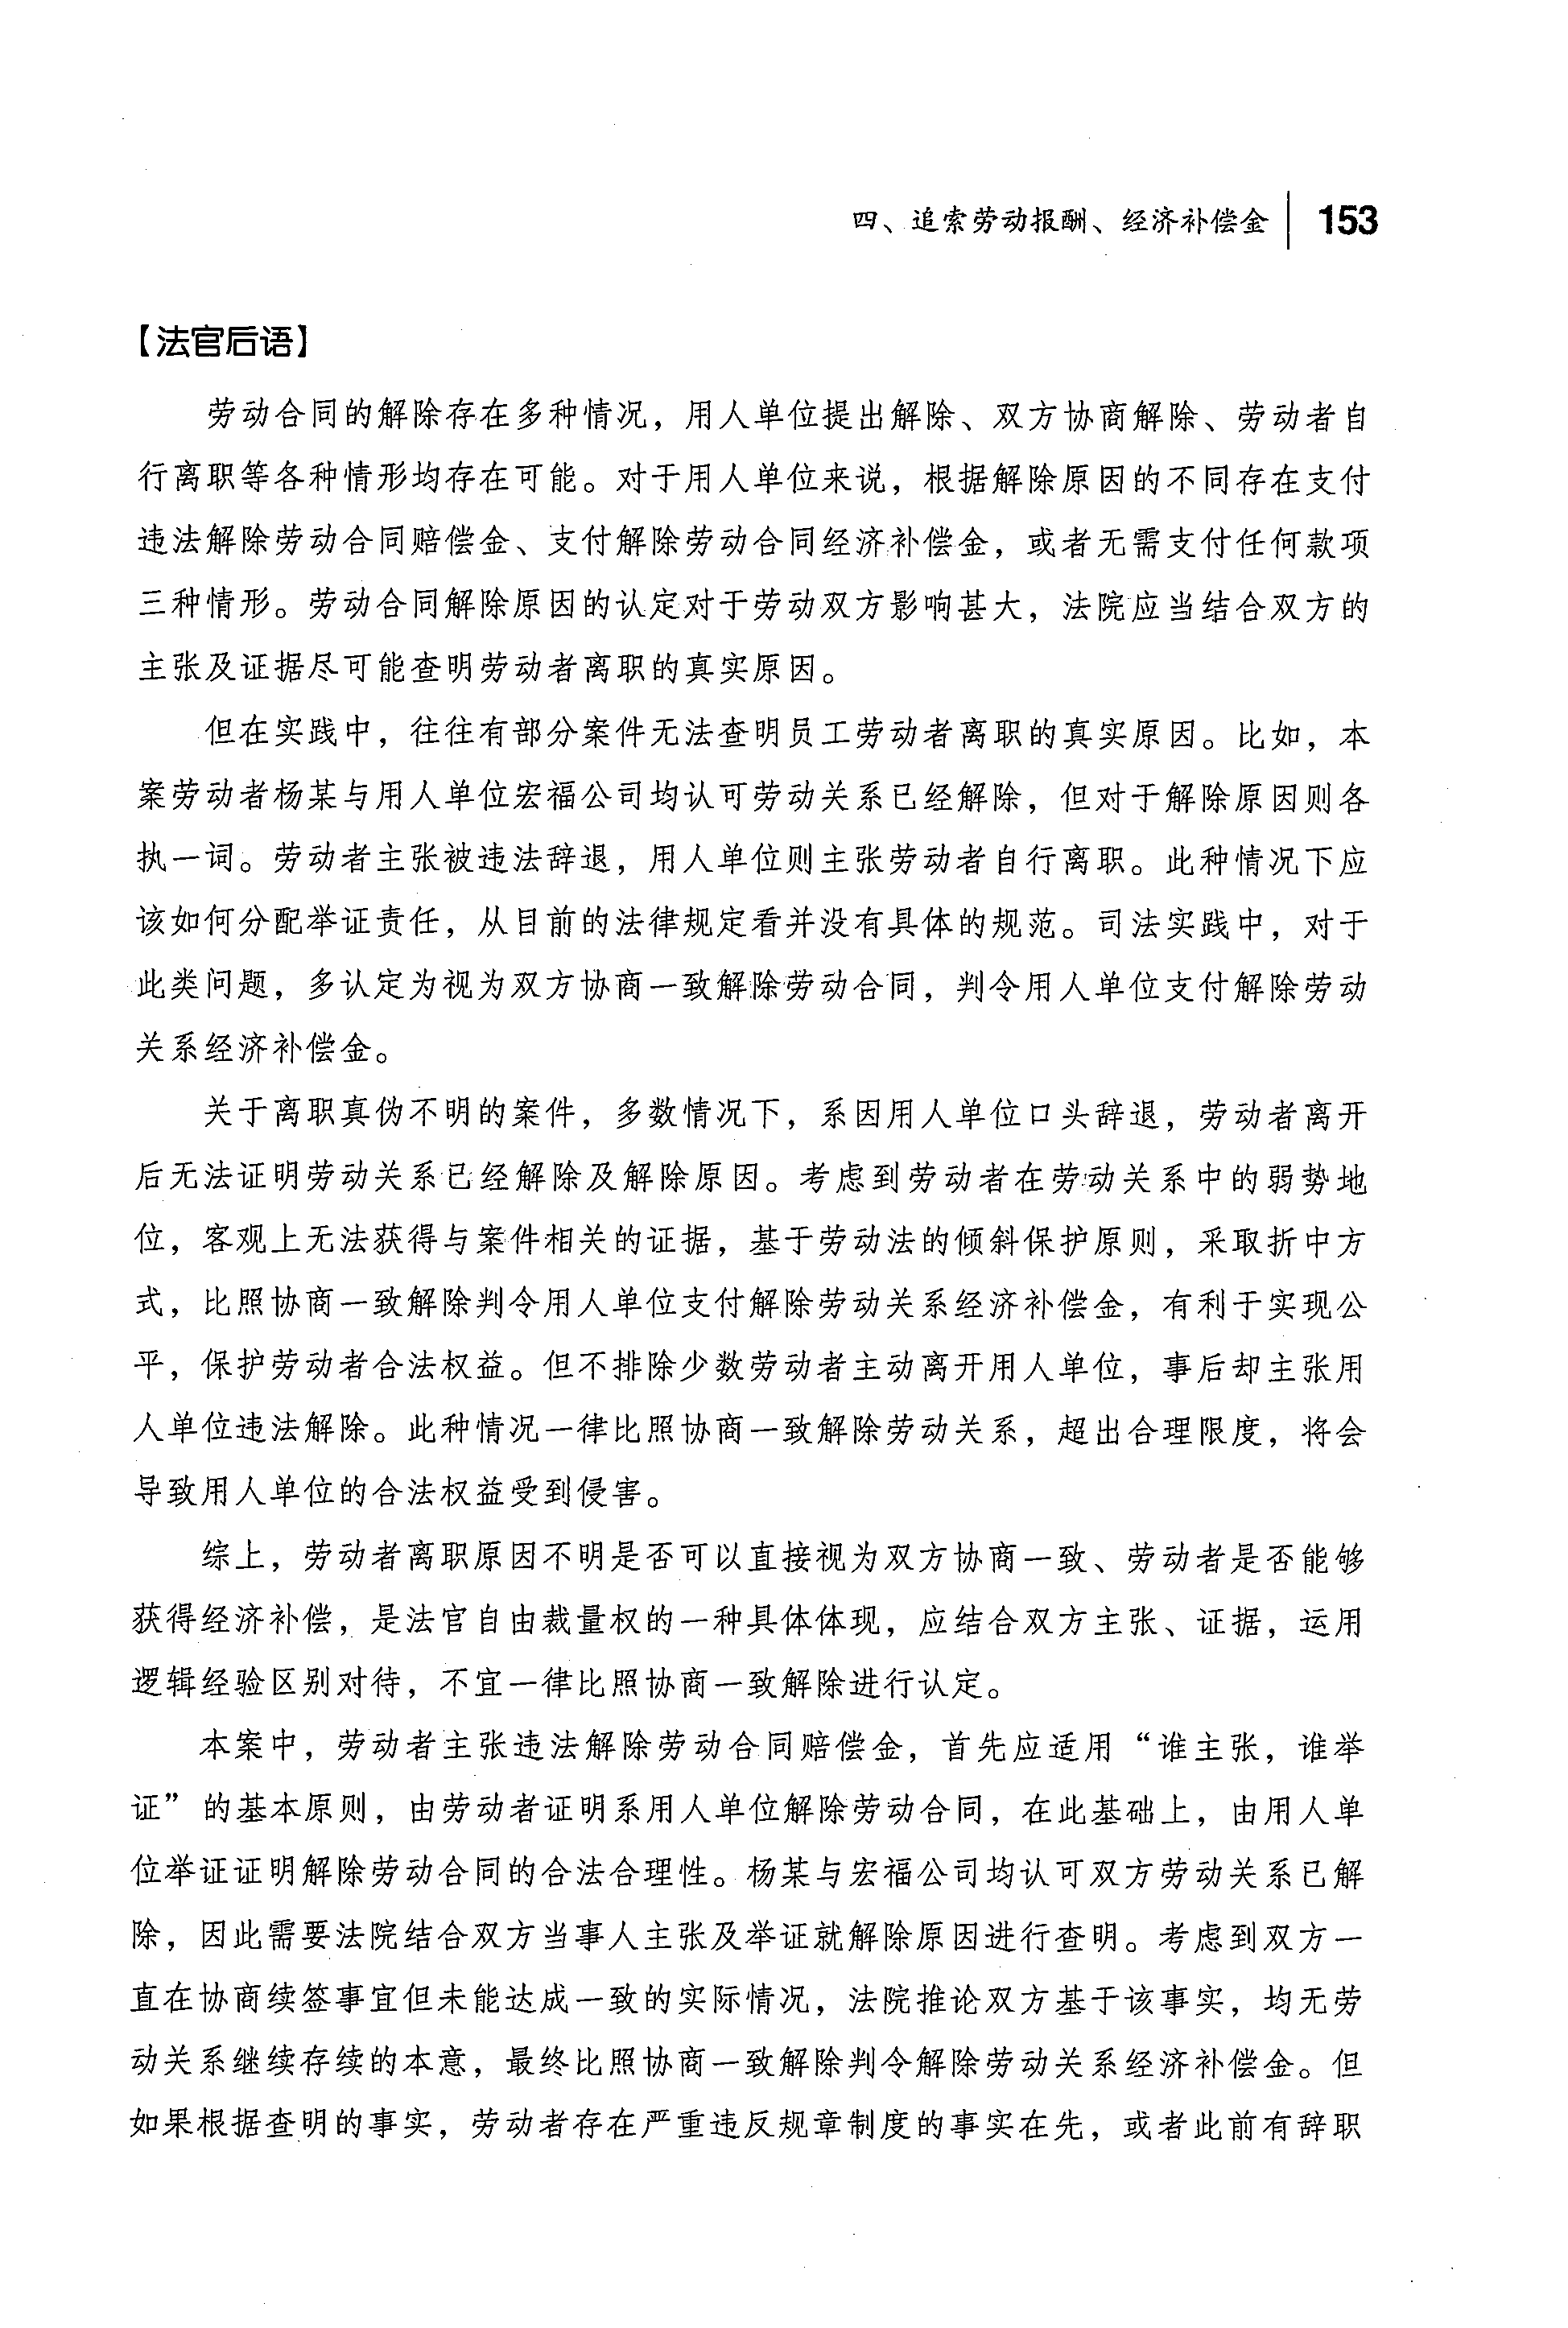 四、追索劳动报酬、经济补偿金 153
【法官后语】
劳动合同的解除存在多种情况，用人单位提出解除、双方协商解除、劳动者自
行离职等各种情形均存在可能。对于用人单位来说，根据解除原因的不同存在支付
违法解除劳动合同赔偿金、支付解除劳动合同经济补偿金，或者无需支付任何款项
三种情形。劳动合同解除原因的认定对于劳动双方影响甚大，法院应当结合双方的
主张及证据尽可能查明劳动者离职的真实原因。
但在实践中，往往有部分案件无法查明员工劳动者离职的真实原因。比如，本
案劳动者杨某与用人单位宏福公司均认可劳动关系已经解除，但对于解除原因则各
执一词。劳动者主张被违法辞退，用人单位则主张劳动者自行离职。此种情况下应
该如何分配举证责任，从目前的法律规定看并没有具体的规范。司法实践中，对于
此类问题，多认定为视为双方协商一致解除劳动合同，判令用人单位支付解除劳动
关系经济补偿金。
关于离职真伪不明的案件，多数情况下，系因用人单位口头辞退，劳动者离开
后无法证明劳动关系已经解除及解除原因。考虑到劳动者在劳动关系中的弱势地
位，客观上无法获得与案件相关的证据，基于劳动法的倾斜保护原则，采取折中方
式，比照协商一致解除判令用人单位支付解除劳动关系经济补偿金，有利于实现公
平，保护劳动者合法权益。但不排除少数劳动者主动离开用人单位，事后却主张用
人单位违法解除。此种情况一律比照协商一致解除劳动关系，超出合理限度，将会
导致用人单位的合法权益受到侵害。
综上，劳动者离职原因不明是否可以直接视为双方协商一致、劳动者是否能够
获得经济补偿，是法官自由裁量权的一种具体体现，应结合双方主张、证据，运用
逻辑经验区别对待，不宜一律比照协商一致解除进行认定。
本案中，劳动者主张违法解除劳动合同赔偿金，首先应适用“谁主张，谁举
证”的基本原则，由劳动者证明系用人单位解除劳动合同，在此基础上，由用人单
位举证证明解除劳动合同的合法合理性。杨某与宏福公司均认可双方劳动关系已解
除，因此需要法院结合双方当事人主张及举证就解除原因进行查明。考虑到双方一
直在协商续签事宜但未能达成一致的实际情况，法院推论双方基于该事实，均无劳
动关系继续存续的本意，最终比照协商一致解除判令解除劳动关系经济补偿金。但
如果根据查明的事实，劳动者存在严重违反规章制度的事实在先，或者此前有辞职